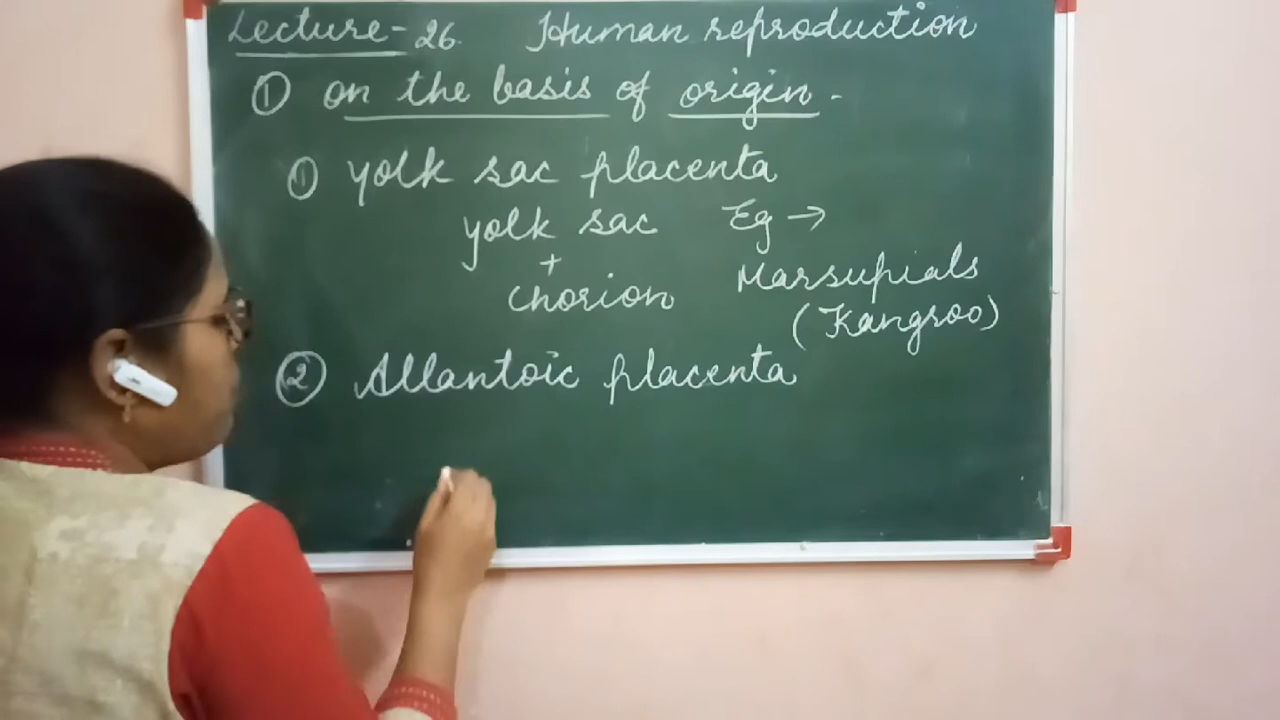 Lecture-26. Human reproduction
① on the basis of origin.-
① yolk sac placenta
yolk sac Eg →
+
chorion Marsupials
(Kangroo)
② Allantoic placenta